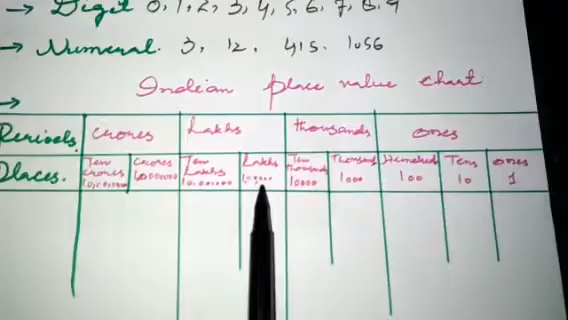 → Digit 0, 1, 2, 3, 4, 5, 6, 7, 8, 9
→ Numeral. 3, 12, 415. 1056
→ Indian place value chart
Periods. Crores Lakhs thousands ones
Places. Ten Crores Crores Ten Lakhs Lakhs Ten thousands Thousand Hundred Tens ones
10000 1000 100 10 1